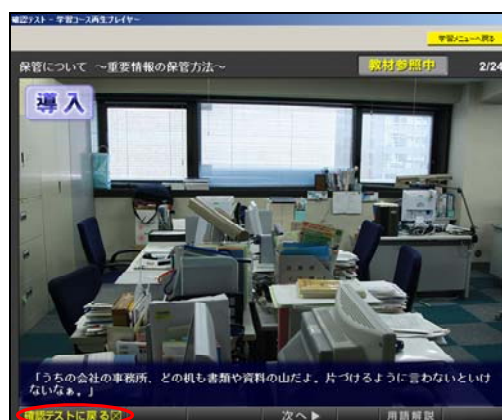 確認テスト - 学習コース再生プレイヤー
学習メニューへ戻る
保管について ～重要情報の保管方法～
教材参照中
2/24
導入
「うちの会社の事務所、どの机も書類や資料の山だよ。片づけるように言わないといけ
ないなぁ。」
確認テストに戻る
次へ▶
用語解説